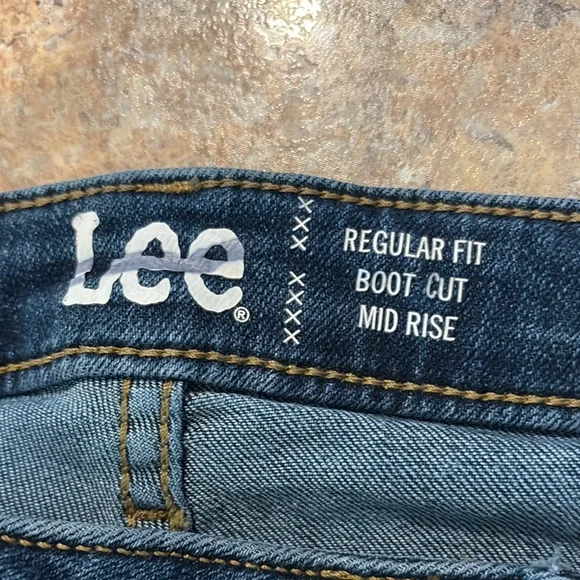 Lee®
REGULAR FIT
BOOT CUT
MID RISE